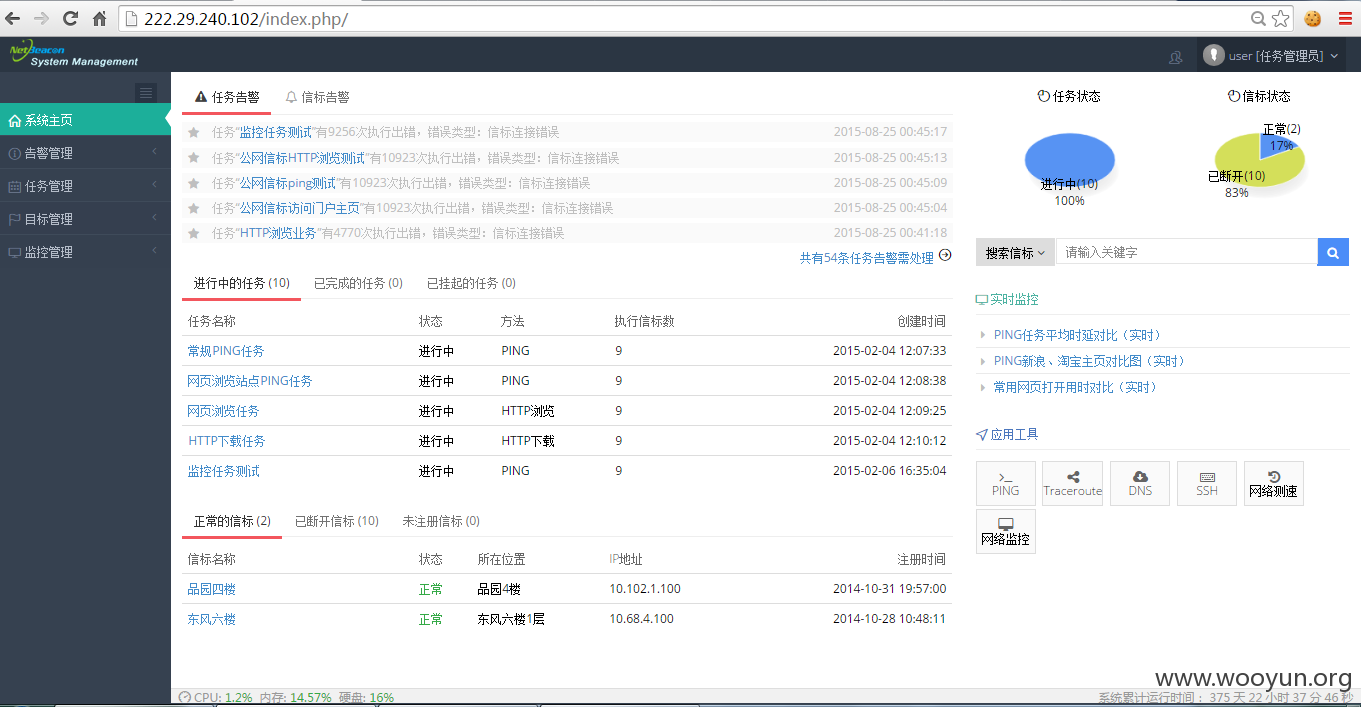 222.29.240.102/index.php/
NetBeacon
System Management
user [任务管理员]
系统主页
告警管理
任务管理
目标管理
监控管理
任务告警 信标告警
任务“监控任务测试”有9256次执行出错，错误类型：信标连接错误 2015-08-25 00:45:17
任务“公网信标HTTP浏览测试”有10923次执行出错，错误类型：信标连接错误 2015-08-25 00:45:13
任务“公网信标ping测试”有10923次执行出错，错误类型：信标连接错误 2015-08-25 00:45:09
任务“公网信标访问门户主页”有10923次执行出错，错误类型：信标连接错误 2015-08-25 00:45:04
任务“HTTP浏览业务”有4770次执行出错，错误类型：信标连接错误 2015-08-25 00:41:18
共有54条任务告警需处理
进行中的任务 (10) 已完成的任务 (0) 已挂起的任务 (0)
任务名称 状态 方法 执行信标数 创建时间
常规PING任务 进行中 PING 9 2015-02-04 12:07:33
网页浏览站点PING任务 进行中 PING 9 2015-02-04 12:08:38
网页浏览任务 进行中 HTTP浏览 9 2015-02-04 12:09:25
HTTP下载任务 进行中 HTTP下载 9 2015-02-04 12:10:12
监控任务测试 进行中 PING 9 2015-02-06 16:35:04
正常的信标 (2) 已断开信标 (10) 未注册信标 (0)
信标名称 状态 所在位置 IP地址 注册时间
品园四楼 正常 品园4楼 10.102.1.100 2014-10-31 19:57:00
东风六楼 正常 东风六楼1层 10.68.4.100 2014-10-28 10:48:11
任务状态 信标状态
进行中(10)
100%
正常(2)
17%
已断开(10)
83%
搜索信标 请输入关键字
实时监控
PING任务平均时延对比（实时）
PING新浪、淘宝主页对比图（实时）
常用网页打开用时对比（实时）
应用工具
PING Traceroute DNS SSH 网络测速
网络监控
www.wooyun.org
CPU: 1.2% 内存: 14.57% 硬盘: 16% 系统累计运行时间： 375 天 22 小时 37 分 46 秒